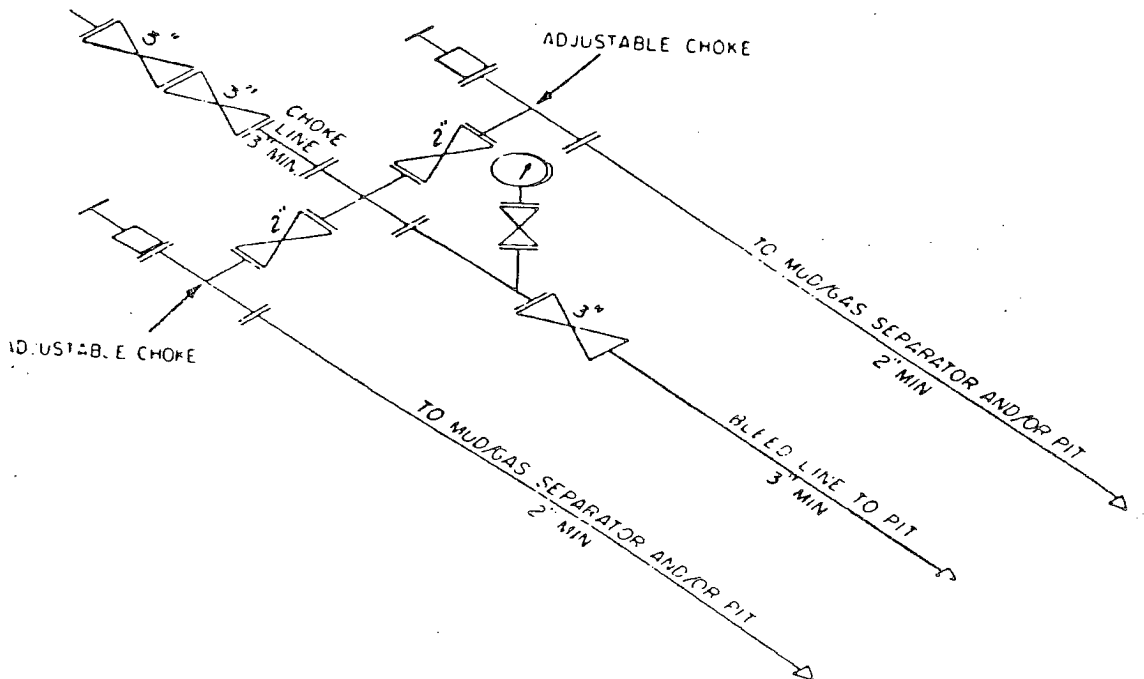 3"
3"
ADJUSTABLE CHOKE
CHOKE
LINE
3" MIN.
2"
2"
3"
ADJUSTABLE CHOKE
TO MUD/GAS SEPARATOR AND/OR PIT
2" MIN
BLEED LINE TO PIT
3" MIN
TO MUD/GAS SEPARATOR AND/OR PIT
2" MIN